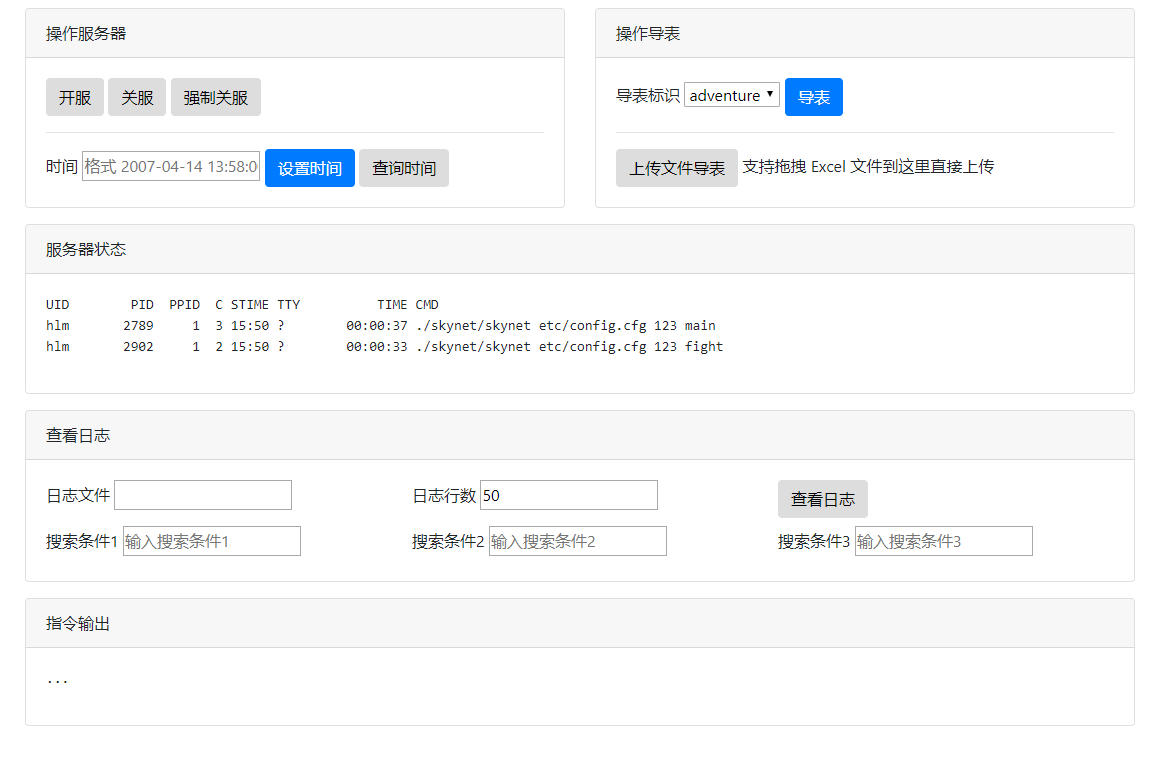 操作服务器
开服 关服 强制关服
时间 格式 2007-04-14 13:58:0 设置时间 查询时间
操作导表
导表标识 adventure 导表
上传文件导表 支持拖拽 Excel 文件到这里直接上传
服务器状态
UID        PID  PPID  C STIME TTY          TIME CMD
hlm       2789     1  3 15:50 ?        00:00:37 ./skynet/skynet etc/config.cfg 123 main
hlm       2902     1  2 15:50 ?        00:00:33 ./skynet/skynet etc/config.cfg 123 fight
查看日志
日志文件 日志行数 50 查看日志
搜索条件1 输入搜索条件1 搜索条件2 输入搜索条件2 搜索条件3 输入搜索条件3
指令输出
...